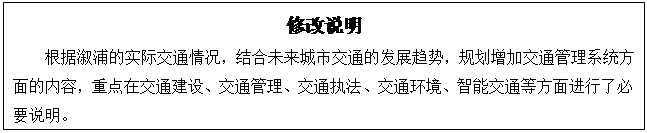 修改说明
根据溆浦的实际交通情况，结合未来城市交通的发展趋势，规划增加交通管理系统方
面的内容，重点在交通建设、交通管理、交通执法、交通环境、智能交通等方面进行了必
要说明。